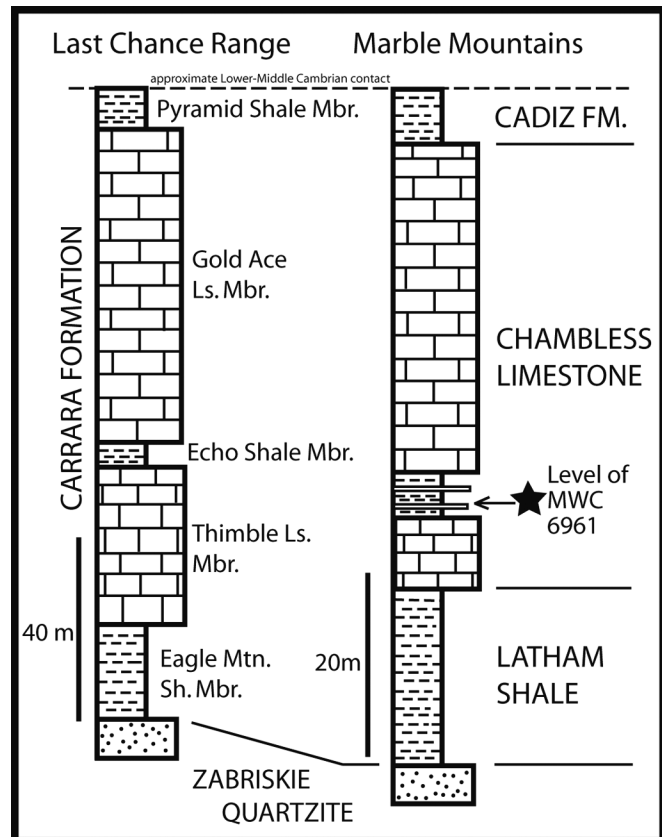 Last Chance Range
Marble Mountains
approximate Lower-Middle Cambrian contact
Pyramid Shale Mbr.
CADIZ FM.
CARRARA FORMATION
Gold Ace
Ls. Mbr.
CHAMBLESS
LIMESTONE
Echo Shale Mbr.
Level of
MWC
6961
Thimble Ls.
Mbr.
40 m
Eagle Mtn.
Sh. Mbr.
20m
LATHAM
SHALE
ZABRISKIE
QUARTZITE